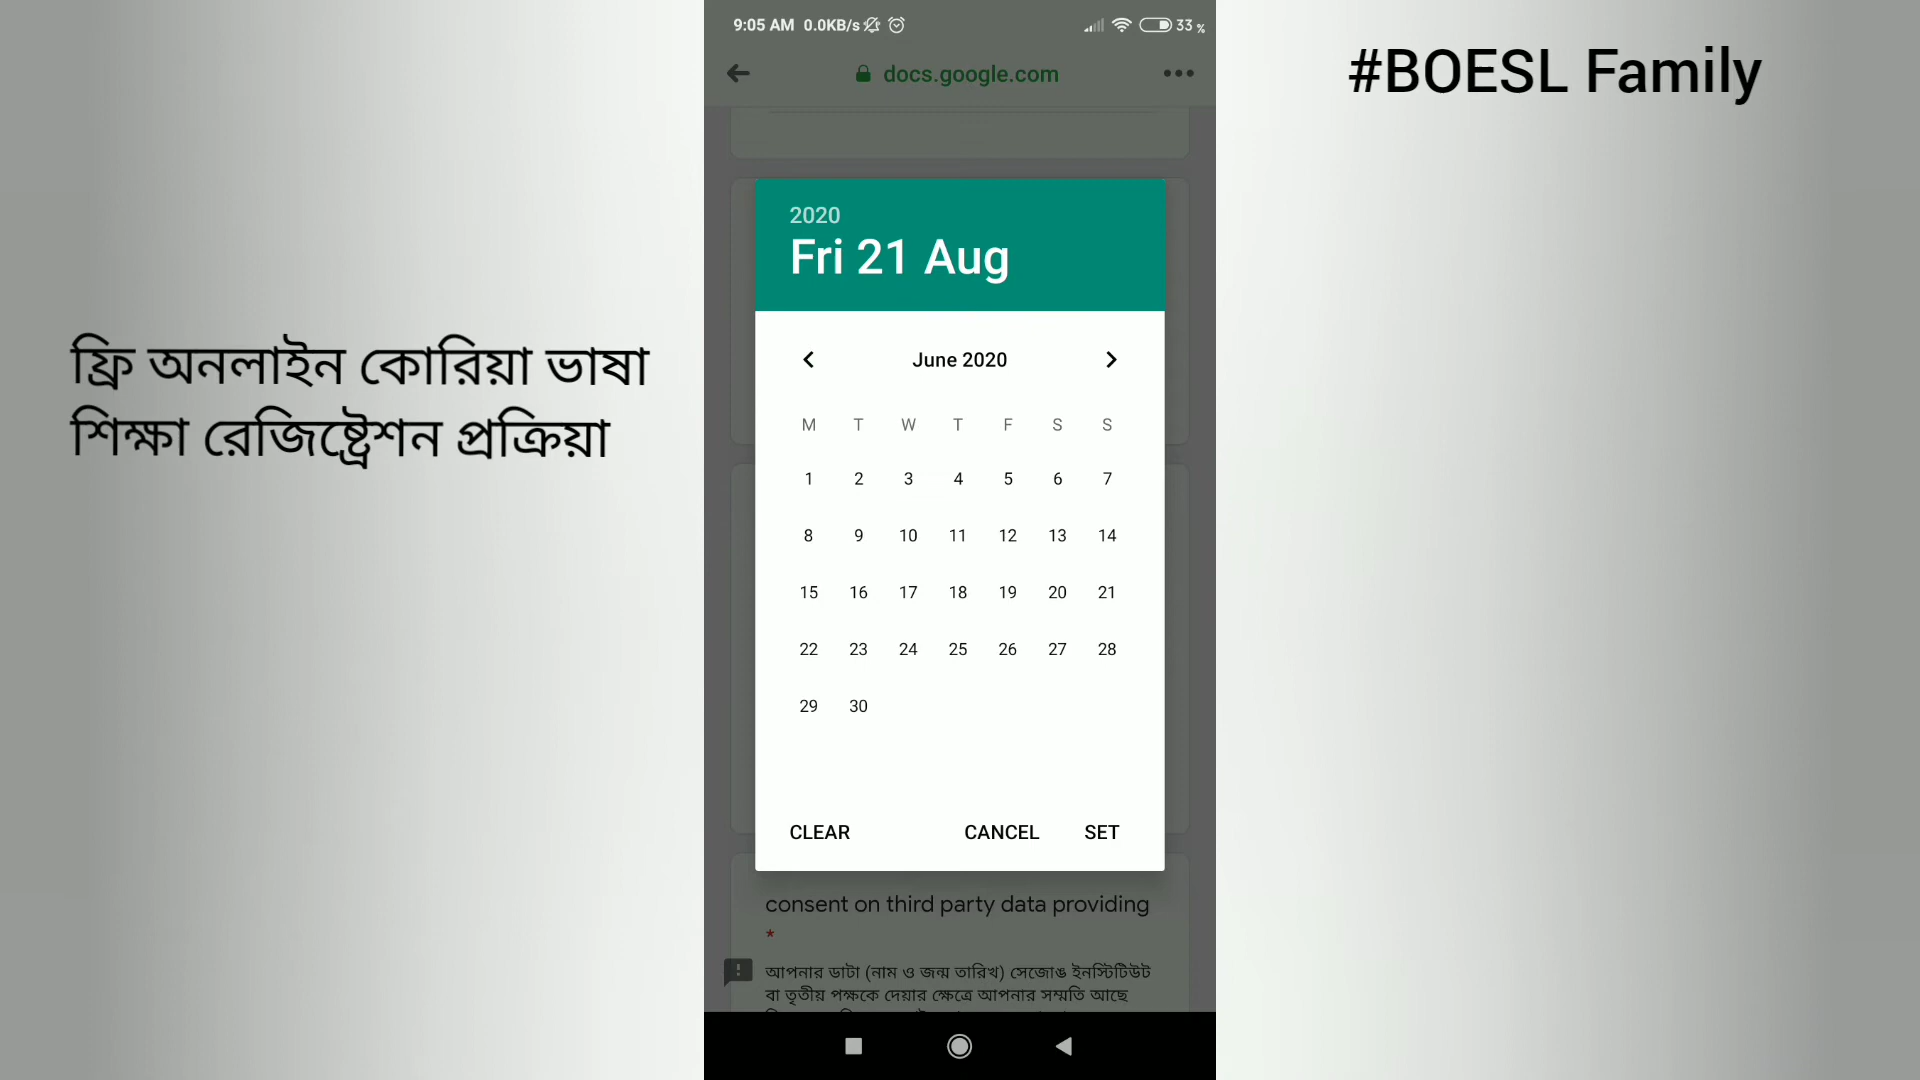 9:05 AM 0.0KB/s
33 %
docs.google.com
#BOESL Family
2020
Fri 21 Aug
ফ্রি অনলাইন কোরিয়া ভাষা
শিক্ষা রেজিষ্ট্রেশন প্রক্রিয়া
June 2020
M T W T F S S
1 2 3 4 5 6 7
8 9 10 11 12 13 14
15 16 17 18 19 20 21
22 23 24 25 26 27 28
29 30
CLEAR CANCEL SET
consent on third party data providing
*
আপনার ডাটা (নাম ও জন্ম তারিখ) সেজোঙ ইনস্টিটিউট
বা তৃতীয় পক্ষকে দেয়ার ক্ষেত্রে আপনার সম্মতি আছে